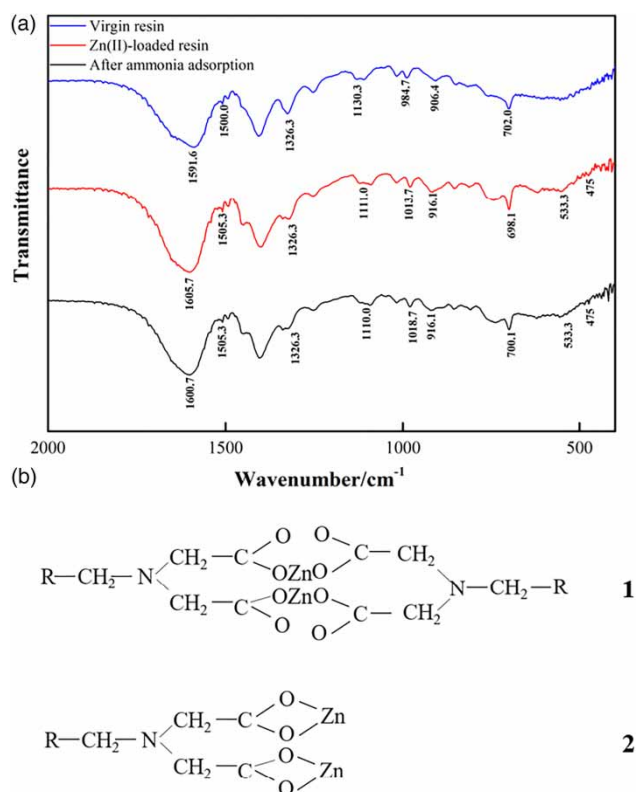 (a)
Virgin resin
Zn(II)-loaded resin
After ammonia adsorption
Transmittance
1591.6 1500.0 1326.3 1130.3 984.7 906.4 702.0
1605.7 1505.3 1326.3 1111.0 1013.7 916.1 698.1 533.3 475
1600.7 1505.3 1326.3 1110.0 1018.7 916.1 700.1 533.3 475
2000 1500 1000 500
Wavenumber/cm⁻¹
(b)
O O
CH₂ C C CH₂
R—CH₂—N OZnO N—CH₂—R 1
OZnO
CH₂ C C CH₂
O O
O
CH₂ C Zn
O
R—CH₂—N 2
O
CH₂ C Zn
O